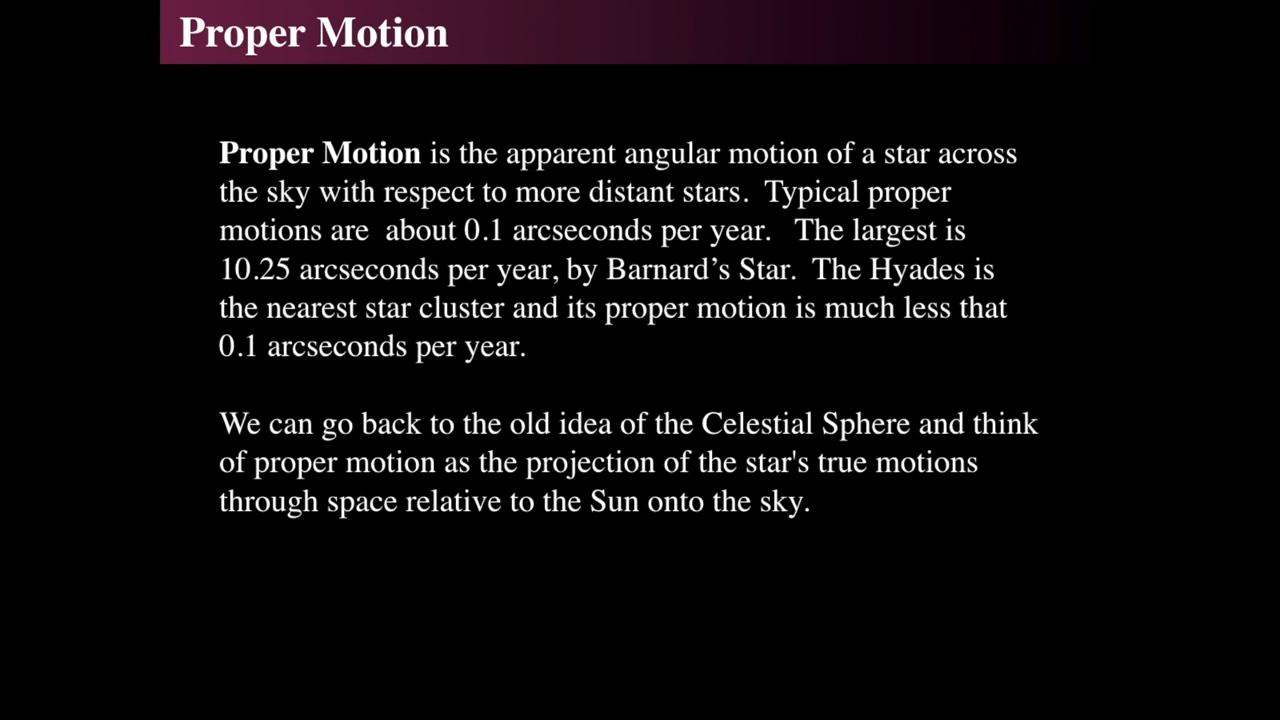 Proper Motion
Proper Motion is the apparent angular motion of a star across
the sky with respect to more distant stars.  Typical proper
motions are  about 0.1 arcseconds per year.   The largest is
10.25 arcseconds per year, by Barnard’s Star.  The Hyades is
the nearest star cluster and its proper motion is much less that
0.1 arcseconds per year.
We can go back to the old idea of the Celestial Sphere and think
of proper motion as the projection of the star's true motions
through space relative to the Sun onto the sky.